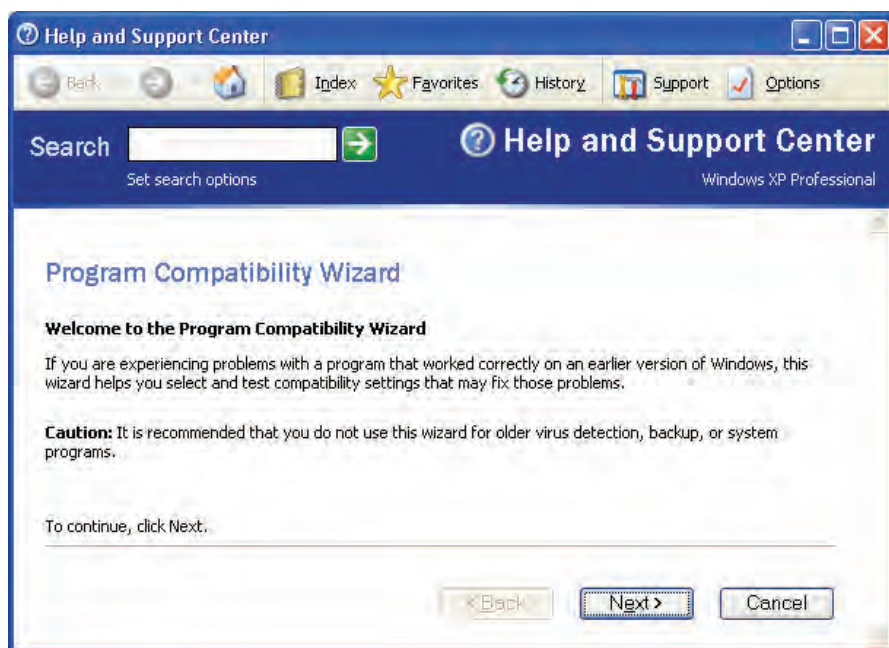 Help and Support Center
Back Index Favorites History Support Options
Search Help and Support Center
Set search options Windows XP Professional
Program Compatibility Wizard
Welcome to the Program Compatibility Wizard
If you are experiencing problems with a program that worked correctly on an earlier version of Windows, this
wizard helps you select and test compatibility settings that may fix those problems.
Caution: It is recommended that you do not use this wizard for older virus detection, backup, or system
programs.
To continue, click Next.
< Back Next > Cancel